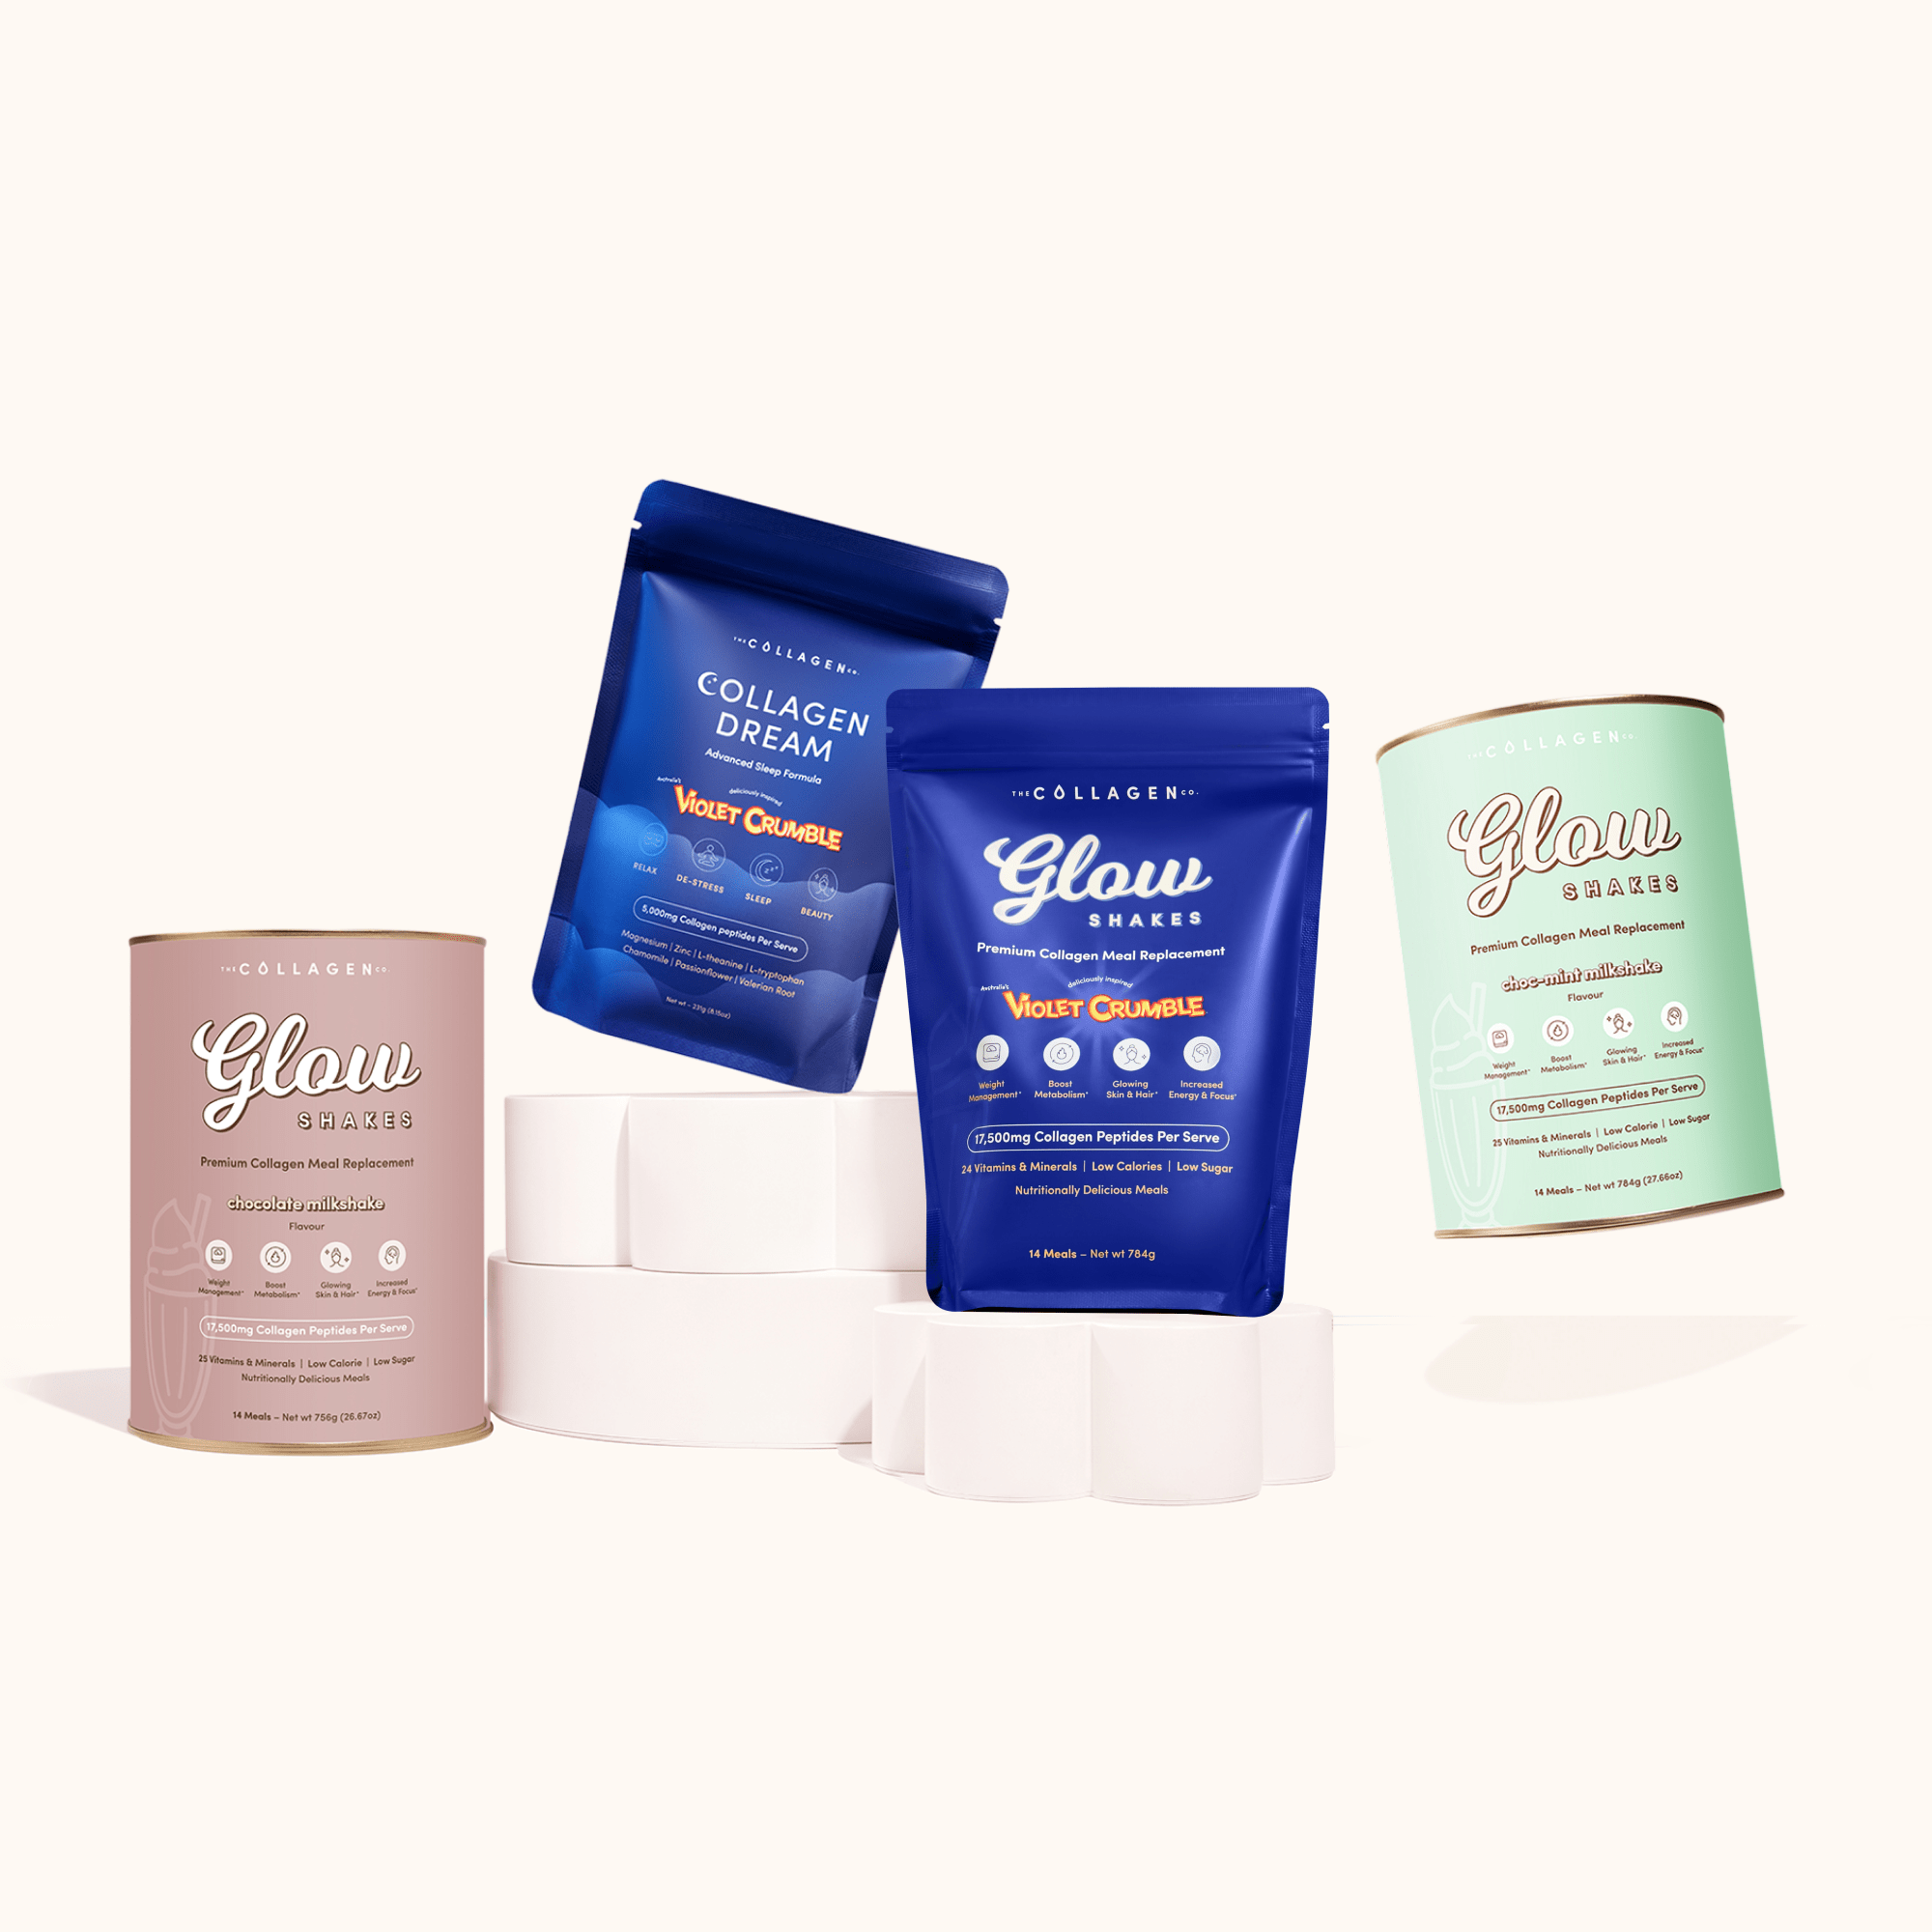 THE COLLAGEN CO.
COLLAGEN
DREAM
Advanced Sleep Formula
Australia's
deliciously inspired
VIOLET CRUMBLE
RELAX
DE-STRESS
SLEEP
BEAUTY
5,000mg Collagen peptides Per Serve
Magnesium | Zinc | L-theanine | L-tryptophan
Chamomile | Passionflower | Valerian Root
Net wt – 231g (8.15oz)
THE COLLAGEN CO.
Glow
SHAKES
Premium Collagen Meal Replacement
Australia's
deliciously inspired
VIOLET CRUMBLE
Weight
Management*
Boost
Metabolism*
Glowing
Skin & Hair*
Increased
Energy & Focus*
17,500mg Collagen Peptides Per Serve
24 Vitamins & Minerals | Low Calories | Low Sugar
Nutritionally Delicious Meals
14 Meals – Net wt 784g
THE COLLAGEN CO.
Glow
SHAKES
Premium Collagen Meal Replacement
choc-mint milkshake
Flavour
Weight
Management*
Boost
Metabolism*
Glowing
Skin & Hair*
Increased
Energy & Focus*
17,500mg Collagen Peptides Per Serve
25 Vitamins & Minerals | Low Calorie | Low Sugar
Nutritionally Delicious Meals
14 Meals – Net wt 784g (27.66oz)
THE COLLAGEN CO.
Glow
SHAKES
Premium Collagen Meal Replacement
chocolate milkshake
Flavour
Weight
Management*
Boost
Metabolism*
Glowing
Skin & Hair*
Increased
Energy & Focus*
17,500mg Collagen Peptides Per Serve
25 Vitamins & Minerals | Low Calorie | Low Sugar
Nutritionally Delicious Meals
14 Meals – Net wt 756g (26.67oz)